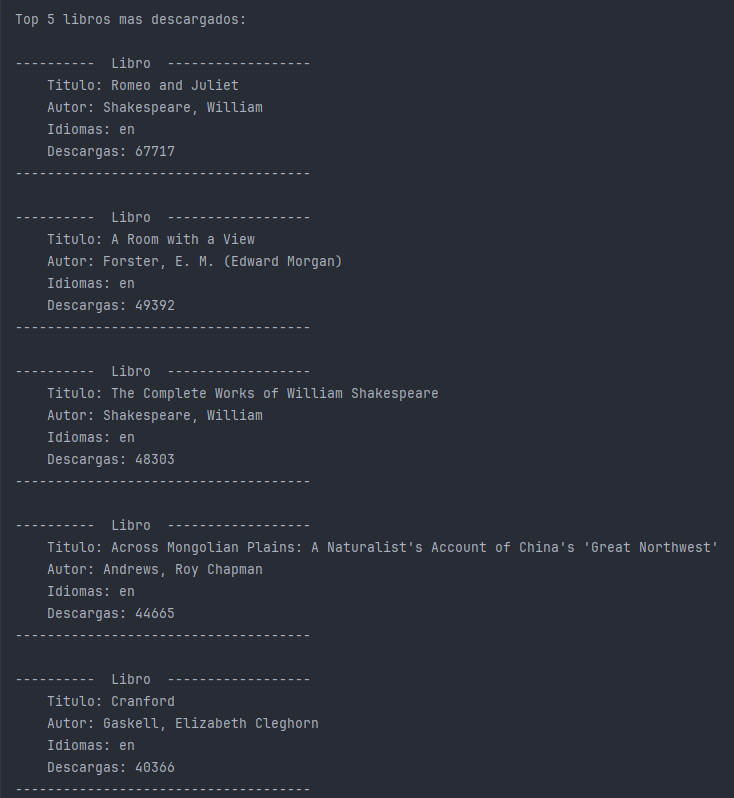 Top 5 libros mas descargados:

----------  Libro  ------------------
    Titulo: Romeo and Juliet
    Autor: Shakespeare, William
    Idiomas: en
    Descargas: 67717
-------------------------------------

----------  Libro  ------------------
    Titulo: A Room with a View
    Autor: Forster, E. M. (Edward Morgan)
    Idiomas: en
    Descargas: 49392
-------------------------------------

----------  Libro  ------------------
    Titulo: The Complete Works of William Shakespeare
    Autor: Shakespeare, William
    Idiomas: en
    Descargas: 48303
-------------------------------------

----------  Libro  ------------------
    Titulo: Across Mongolian Plains: A Naturalist's Account of China's 'Great Northwest'
    Autor: Andrews, Roy Chapman
    Idiomas: en
    Descargas: 44665
-------------------------------------

----------  Libro  ------------------
    Titulo: Cranford
    Autor: Gaskell, Elizabeth Cleghorn
    Idiomas: en
    Descargas: 40366
-------------------------------------